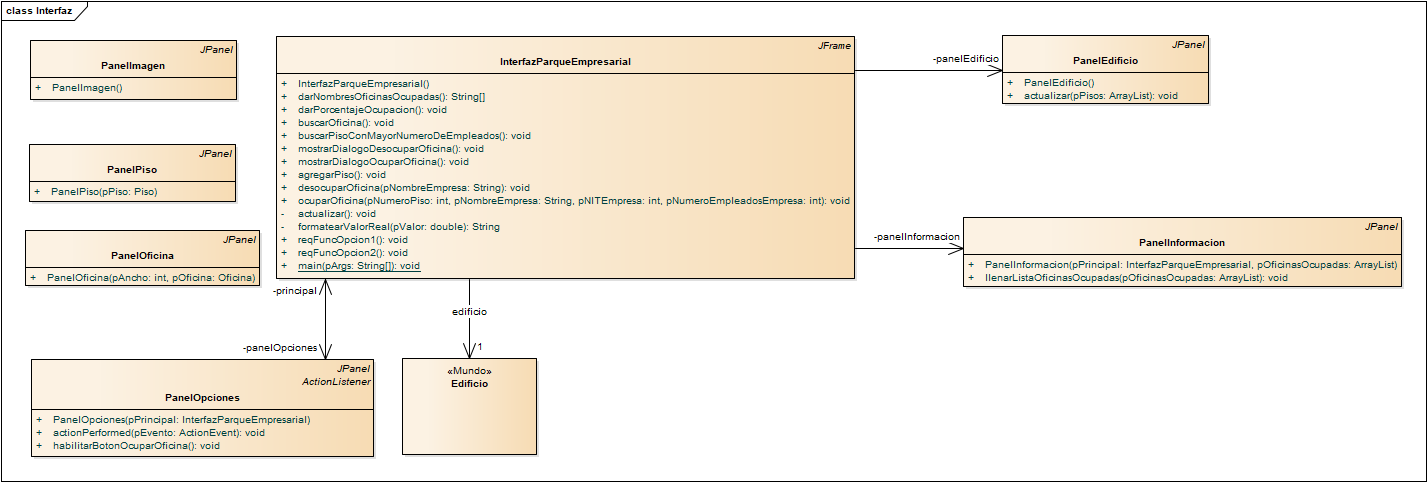 class Interfaz
JPanel
PanelImagen
+ PanelImagen()
JPanel
PanelPiso
+ PanelPiso(pPiso: Piso)
JPanel
PanelOficina
+ PanelOficina(pAncho: int, pOficina: Oficina)
JFrame
InterfazParqueEmpresarial
+ InterfazParqueEmpresarial()
+ darNombresOficinasOcupadas(): String[]
+ darPorcentajeOcupacion(): void
+ buscarOficina(): void
+ buscarPisoConMayorNumeroDeEmpleados(): void
+ mostrarDialogoDesocuparOficina(): void
+ mostrarDialogoOcuparOficina(): void
+ agregarPiso(): void
+ desocuparOficina(pNombreEmpresa: String): void
+ ocuparOficina(pNumeroPiso: int, pNombreEmpresa: String, pNITEmpresa: int, pNumeroEmpleadosEmpresa: int): void
- actualizar(): void
- formatearValorReal(pValor: double): String
+ reqFuncOpcion1(): void
+ reqFuncOpcion2(): void
+ main(pArgs: String[]): void
-panelEdificio
JPanel
PanelEdificio
+ PanelEdificio()
+ actualizar(pPisos: ArrayList): void
-panelInformacion
JPanel
PanelInformacion
+ PanelInformacion(pPrincipal: InterfazParqueEmpresarial, pOficinasOcupadas: ArrayList)
+ llenarListaOficinasOcupadas(pOficinasOcupadas: ArrayList): void
-principal
-panelOpciones
JPanel
ActionListener
PanelOpciones
+ PanelOpciones(pPrincipal: InterfazParqueEmpresarial)
+ actionPerformed(pEvento: ActionEvent): void
+ habilitarBotonOcuparOficina(): void
edificio
1
«Mundo»
Edificio